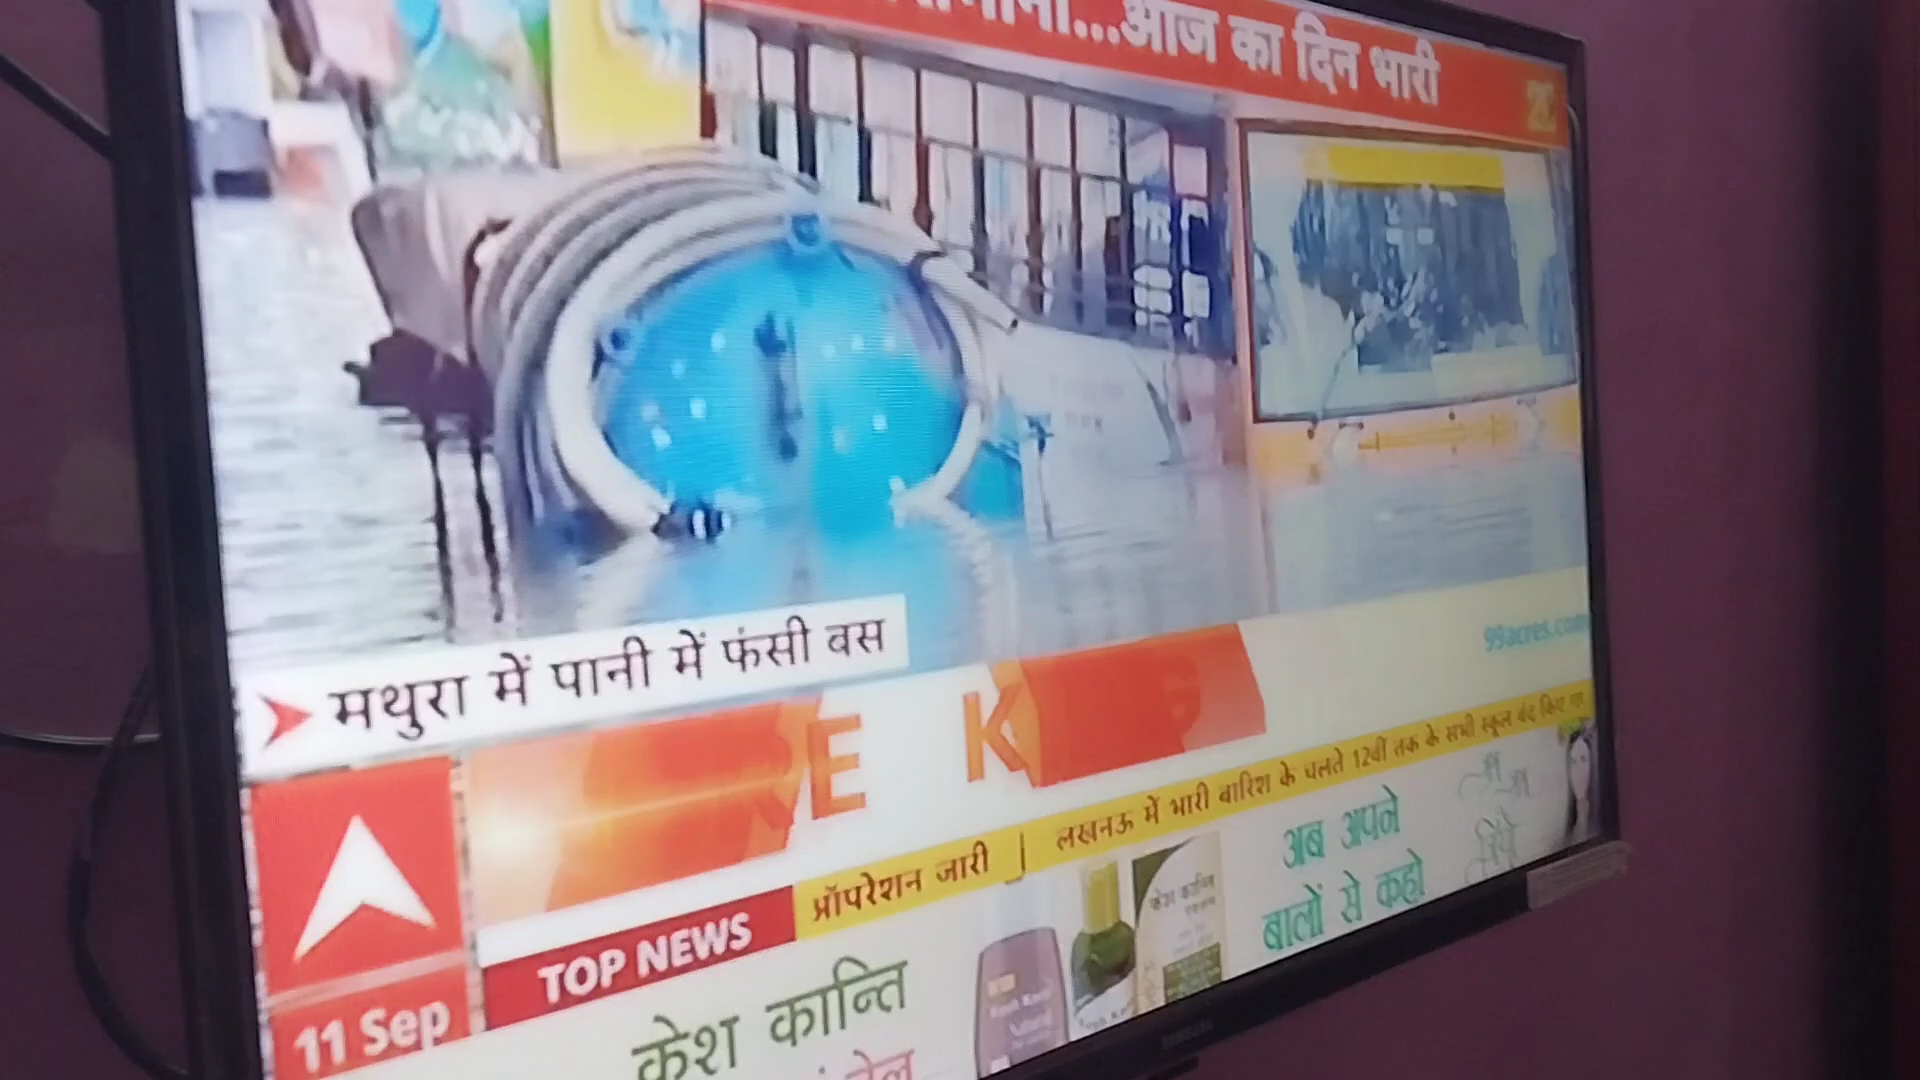 ...आज का दिन भारी
99acres.com
मथुरा में पानी में फंसी बस
E K
TOP NEWS
ऑपरेशन जारी | लखनऊ में भारी बारिश के चलते 12वीं तक के सभी स्कूल बंद किए गए
11 Sep
केश कान्ति
तेल
केश कान्ति
अब अपने
बालों से कहो
SAMSUNG